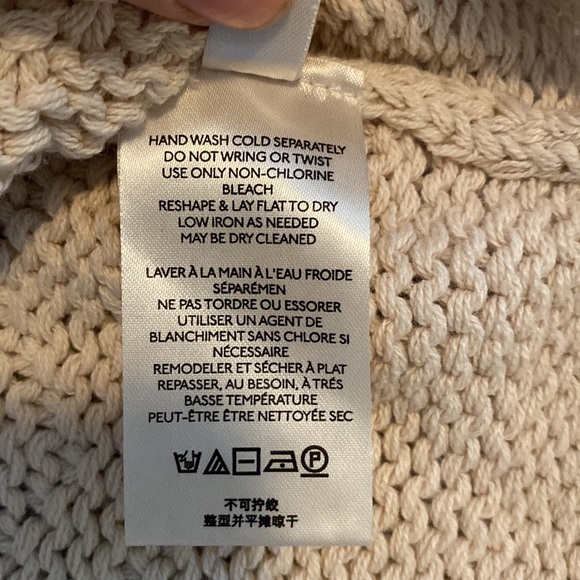 HAND WASH COLD SEPARATELY
DO NOT WRING OR TWIST
USE ONLY NON-CHLORINE
BLEACH
RESHAPE & LAY FLAT TO DRY
LOW IRON AS NEEDED
MAY BE DRY CLEANED
LAVER À LA MAIN À L'EAU FROIDE
SÉPARÉMEN
NE PAS TORDRE OU ESSORER
UTILISER UN AGENT DE
BLANCHIMENT SANS CHLORE SI
NÉCESSAIRE
REMODELER ET SÉCHER À PLAT
REPASSER, AU BESOIN, À TRÉS
BASSE TEMPÉRATURE
PEUT-ÊTRE ÊTRE NETTOYÉE SEC
P
不可拧绞
整型并平摊晾干